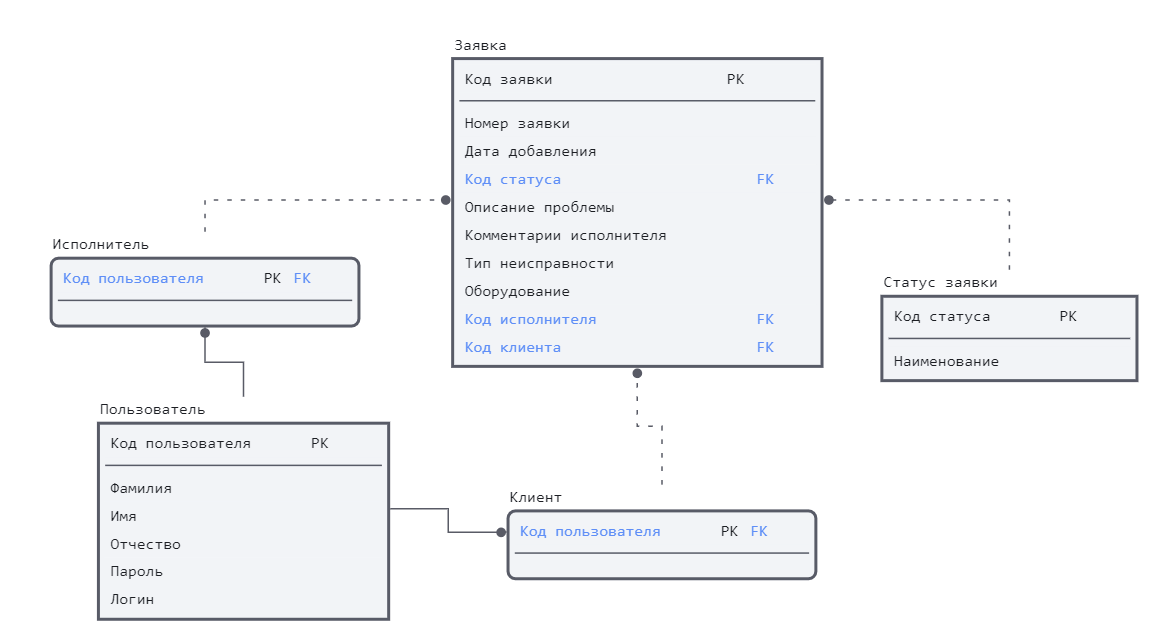 Заявка
Код заявки PK
Номер заявки
Дата добавления
Код статуса FK
Описание проблемы
Комментарии исполнителя
Тип неисправности
Оборудование
Код исполнителя FK
Код клиента FK
Исполнитель
Код пользователя PK FK
Статус заявки
Код статуса PK
Наименование
Пользователь
Код пользователя PK
Фамилия
Имя
Отчество
Пароль
Логин
Клиент
Код пользователя PK FK